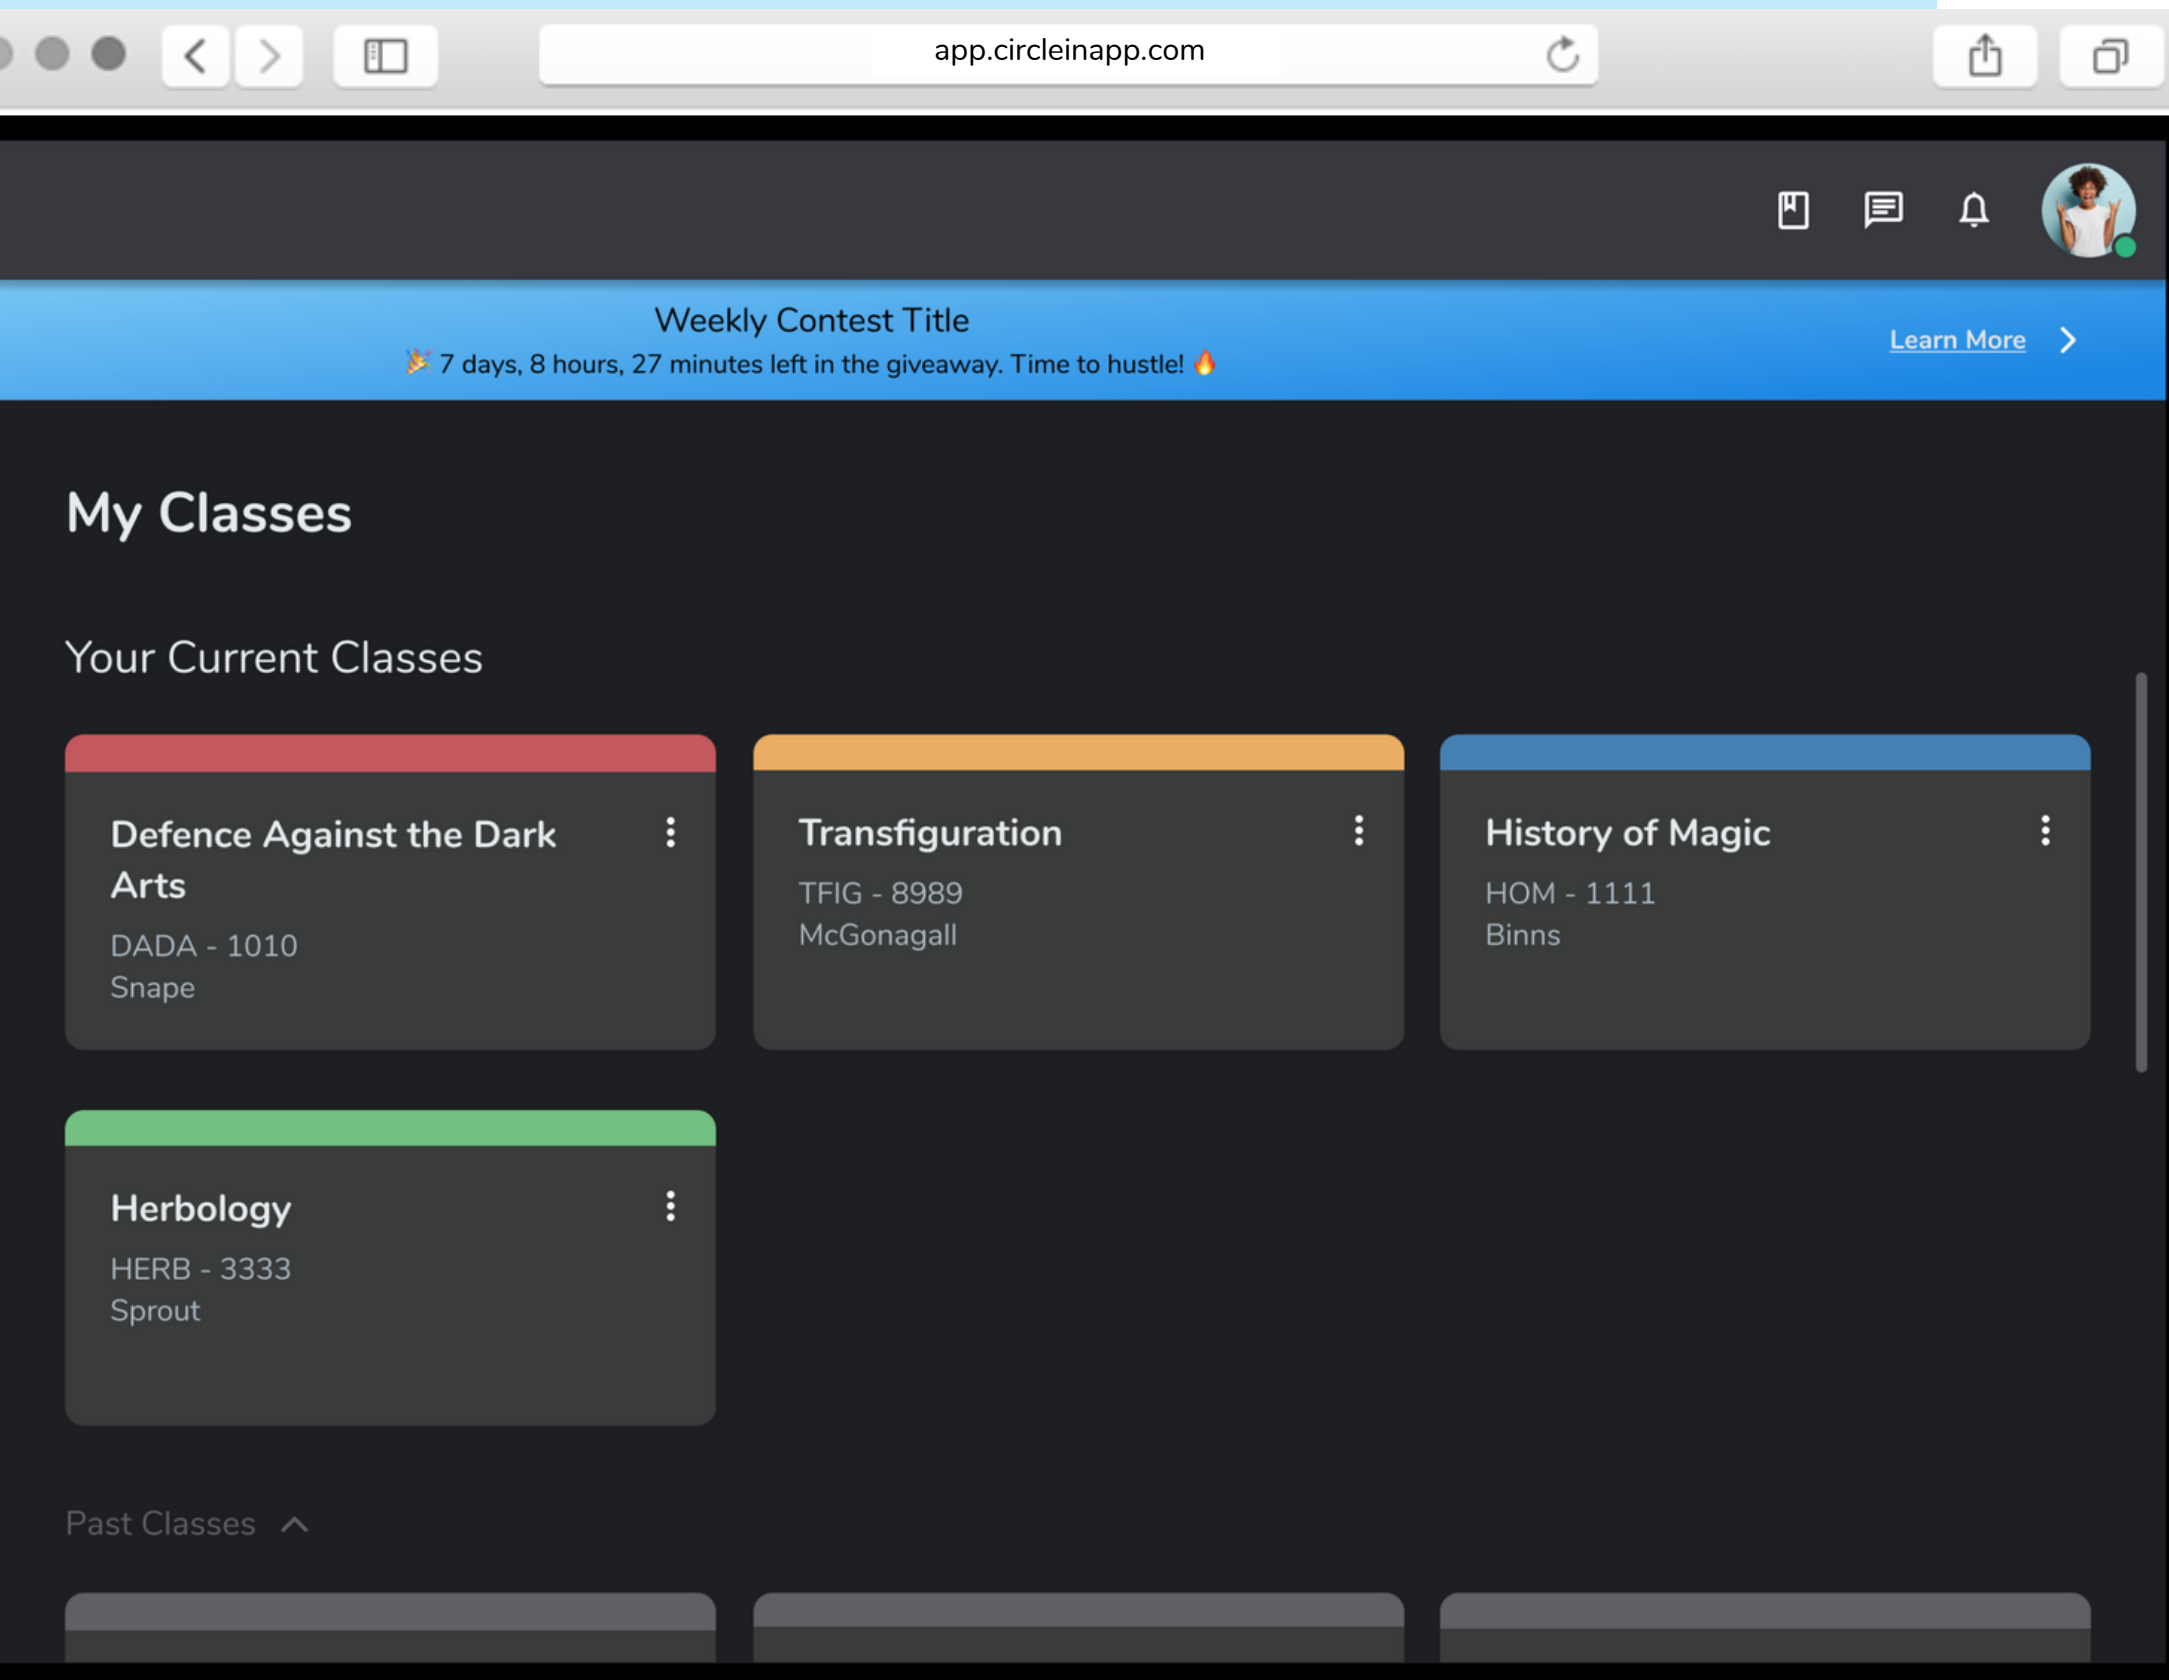 app.circleinapp.com
Weekly Contest Title
🎉 7 days, 8 hours, 27 minutes left in the giveaway. Time to hustle! 🔥
Learn More
My Classes
Your Current Classes
Defence Against the Dark
Arts
DADA - 1010
Snape
Transfiguration
TFIG - 8989
McGonagall
History of Magic
HOM - 1111
Binns
Herbology
HERB - 3333
Sprout
Past Classes